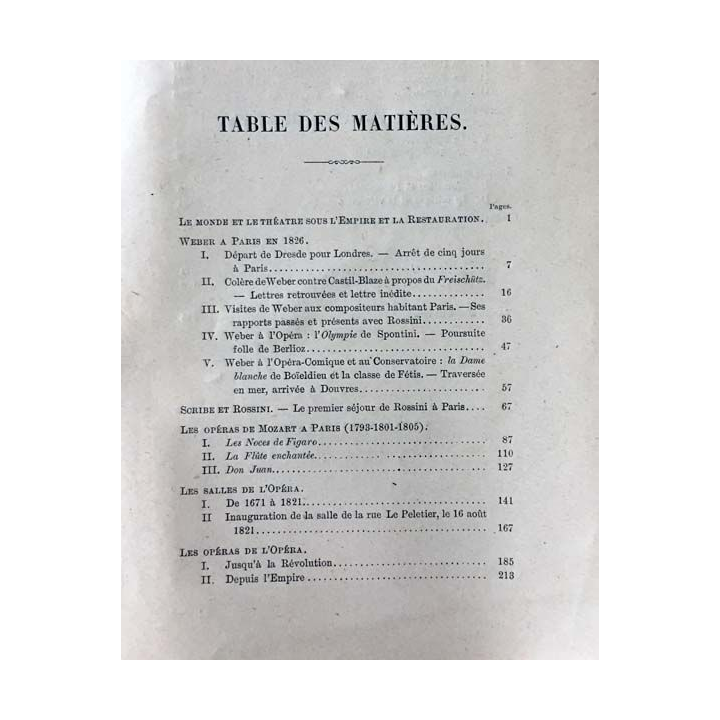 TABLE DES MATIÈRES.
Pages.
LE MONDE ET LE THÉATRE SOUS L'EMPIRE ET LA RESTAURATION. 1
WEBER A PARIS EN 1826.
I. Départ de Dresde pour Londres. — Arrêt de cinq jours
à Paris........................................ 7
II. Colère de Weber contre Castil-Blaze à propos du Freischütz.
— Lettres retrouvées et lettre inédite............... 16
III. Visites de Weber aux compositeurs habitant Paris. — Ses
rapports passés et présents avec Rossini............ 36
IV. Weber à l'Opéra : l'Olympie de Spontini. — Poursuite
folle de Berlioz................................ 47
V. Weber à l'Opéra-Comique et au Conservatoire : la Dame
blanche de Boïeldieu et la classe de Fétis. — Traversée
en mer, arrivée à Douvres........................ 57
SCRIBE ET ROSSINI. — Le premier séjour de Rossini à Paris.... 67
LES OPÉRAS DE MOZART A PARIS (1793-1801-1805).
I. Les Noces de Figaro.............................. 87
II. La Flûte enchantée............................... 110
III. Don Juan........................................ 127
LES SALLES DE L'OPÉRA.
I. De 1671 à 1821................................... 141
II Inauguration de la salle de la rue Le Peletier, le 16 août
1821............................................ 167
LES OPÉRAS DE L'OPÉRA.
I. Jusqu'à la Révolution............................ 185
II. Depuis l'Empire................................. 213